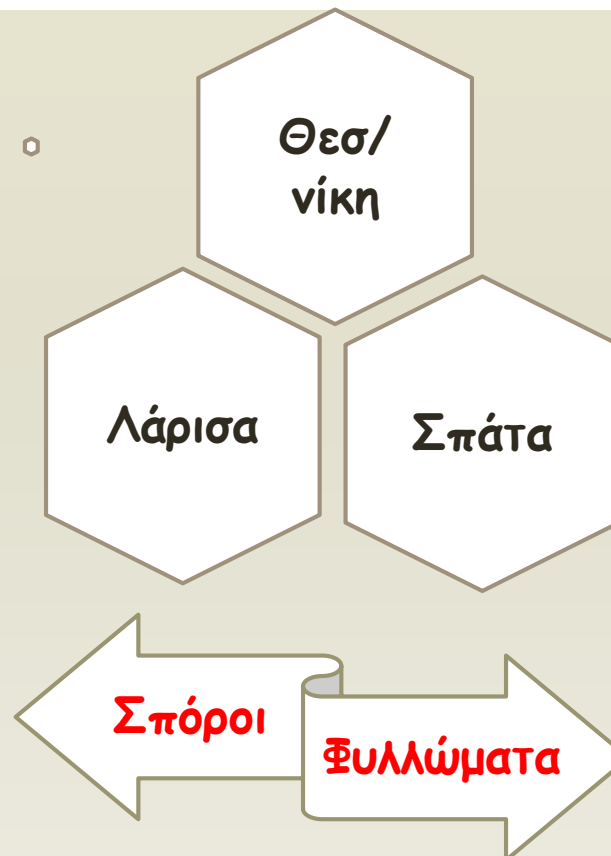 Θεσ/
νίκη
Λάρισα
Σπάτα
Σπόροι
Φυλλώματα